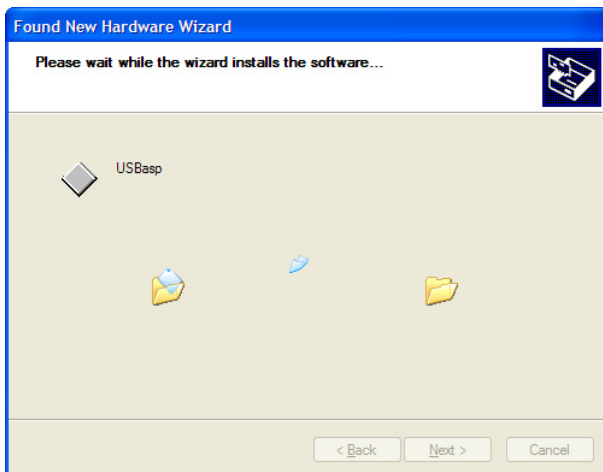 Found New Hardware Wizard
Please wait while the wizard installs the software...
USBasp
< Back
Next >
Cancel